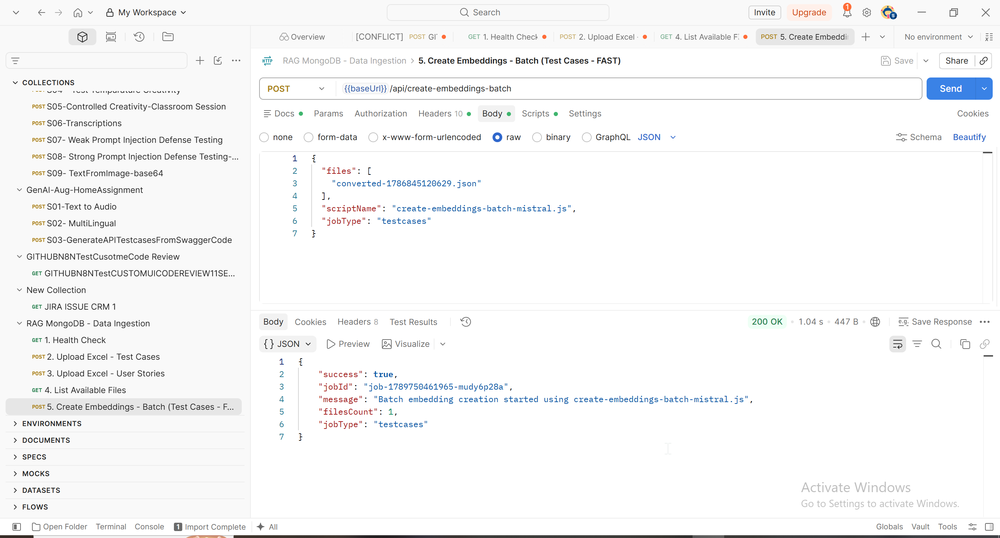 My Workspace
Search
Invite
Upgrade
1
S
Overview
[CONFLICT] POST GI
GET 1. Health Check
POST 2. Upload Excel -
GET 4. List Available Fi
POST 5. Create Embeddi
No environment
HTTP RAG MongoDB - Data Ingestion > 5. Create Embeddings - Batch (Test Cases - FAST)
Save
Share
COLLECTIONS
POST S04 - Test Temparature Creativity
POST S05-Controlled Creativity-Classroom Session
POST S06-Transcriptions
POST S07- Weak Prompt Injection Defense Testing
POST S08- Strong Prompt Injection Defense Testing-...
POST S09- TextFromImage-base64
GenAI-Aug-HomeAssignment
POST S01-Text to Audio
POST S02- MultiLingual
POST S03-GenerateAPITestcasesFromSwaggerCode
GITHUBN8NTestCusotmeCode Review
GET GITHUBN8NTestCUSTOMUICODEREVIEW11SE...
New Collection
GET JIRA ISSUE CRM 1
RAG MongoDB - Data Ingestion
GET 1. Health Check
POST 2. Upload Excel - Test Cases
POST 3. Upload Excel - User Stories
GET 4. List Available Files
POST 5. Create Embeddings - Batch (Test Cases - F...
ENVIRONMENTS
DOCUMENTS
SPECS
MOCKS
DATASETS
FLOWS
POST {{baseUrl}} /api/create-embeddings-batch
Send
Docs Params Authorization Headers 10 Body Scripts Settings
Cookies
none form-data x-www-form-urlencoded raw binary GraphQL JSON
Schema Beautify
1 {
2 "files": [
3 "converted-1786845120629.json"
4 ],
5 "scriptName": "create-embeddings-batch-mistral.js",
6 "jobType": "testcases"
7 }
Body Cookies Headers 8 Test Results
200 OK • 1.04 s • 447 B
e.g. Save Response
{} JSON Preview Visualize
1 {
2 "success": true,
3 "jobId": "job-1789750461965-mudy6p28a",
4 "message": "Batch embedding creation started using create-embeddings-batch-mistral.js",
5 "filesCount": 1,
6 "jobType": "testcases"
7 }
Activate Windows
Go to Settings to activate Windows.
Open Folder Terminal Console 1 Import Complete All
Globals Vault Tools